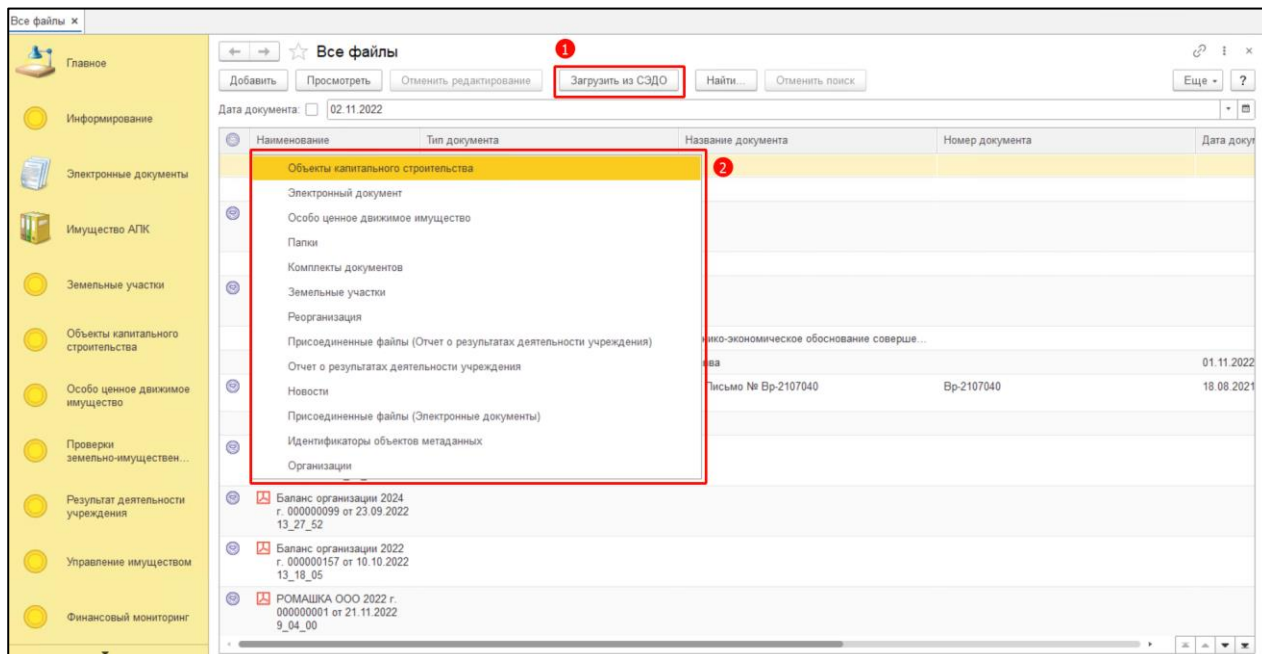 Все файлы ×
Главное
Информирование
Электронные документы
Имущество АПК
Земельные участки
Объекты капитального
строительства
Особо ценное движимое
имущество
Проверки
земельно-имуществен...
Результат деятельности
учреждения
Управление имуществом
Финансовый мониторинг
Все файлы
1
Добавить Просмотреть Отменить редактирование Загрузить из СЭДО Найти... Отменить поиск Еще ?
Дата документа: 02.11.2022
Наименование Тип документа Название документа Номер документа Дата докум
2
Объекты капитального строительства
Электронный документ
Особо ценное движимое имущество
Папки
Комплекты документов
Земельные участки
Реорганизация
Присоединенные файлы (Отчет о результатах деятельности учреждения)
Отчет о результатах деятельности учреждения
Новости
Присоединенные файлы (Электронные документы)
Идентификаторы объектов метаданных
Организации
нико-экономическое обоснование соверше...
01.11.2022
Письмо № Вр-2107040 Вр-2107040 18.08.2021
Баланс организации 2024
г. 000000099 от 23.09.2022
13_27_52
Баланс организации 2022
г. 000000157 от 10.10.2022
13_18_05
РОМАШКА ООО 2022 г.
000000001 от 21.11.2022
9_04_00